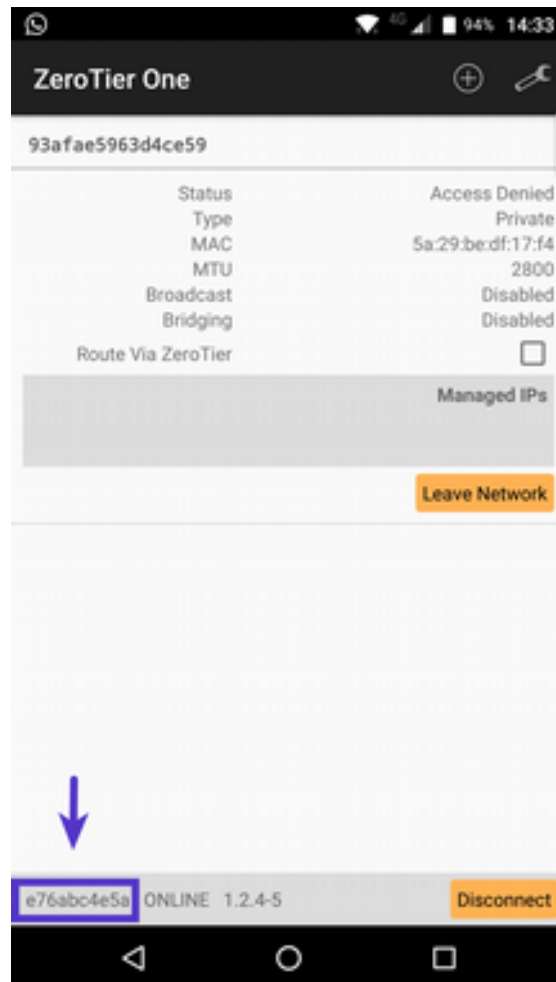 4G 94% 14:33
ZeroTier One
93afae5963d4ce59
Status Access Denied
Type Private
MAC 5a:29:be:df:17:f4
MTU 2800
Broadcast Disabled
Bridging Disabled
Route Via ZeroTier
Managed IPs
Leave Network
e76abc4e5a ONLINE 1.2.4-5 Disconnect